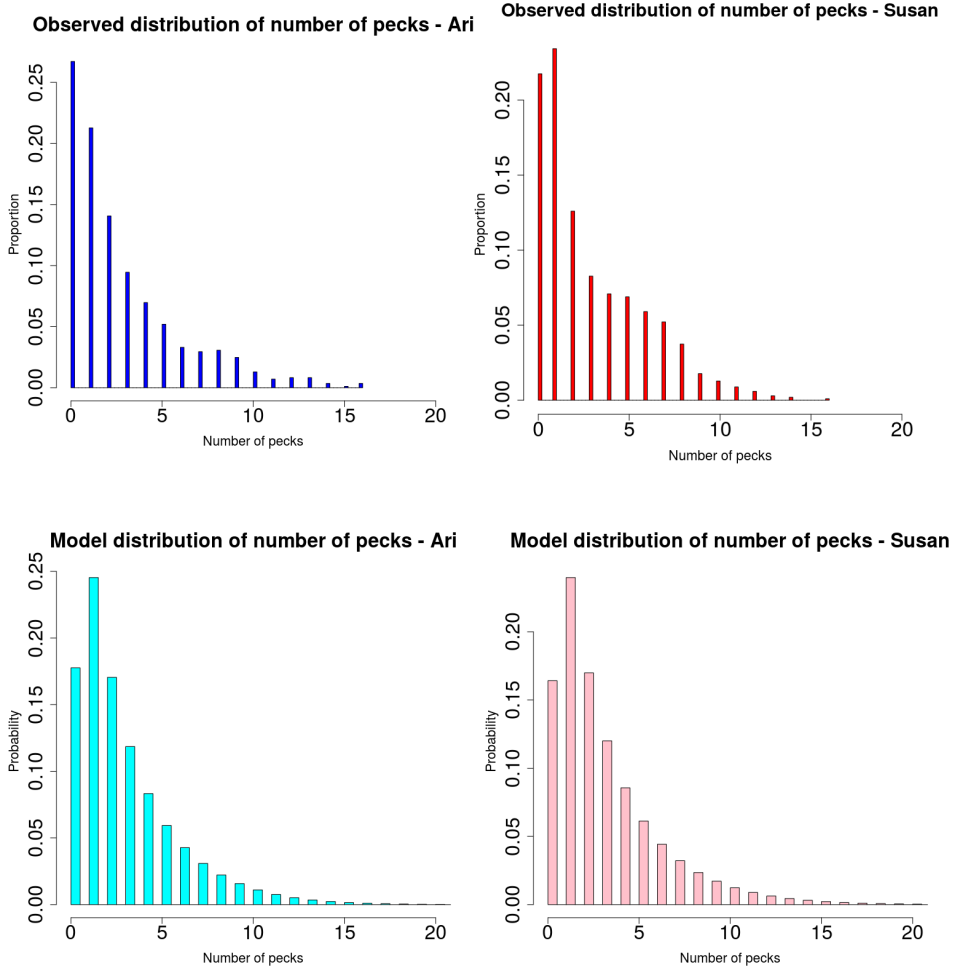 Observed distribution of number of pecks - Ari
Proportion
0.00 0.05 0.10 0.15 0.20 0.25
0 5 10 15 20
Number of pecks
Observed distribution of number of pecks - Susan
Proportion
0.00 0.05 0.10 0.15 0.20
0 5 10 15 20
Number of pecks
Model distribution of number of pecks - Ari
Probability
0.00 0.05 0.10 0.15 0.20 0.25
0 5 10 15 20
Number of pecks
Model distribution of number of pecks - Susan
Probability
0.00 0.05 0.10 0.15 0.20
0 5 10 15 20
Number of pecks